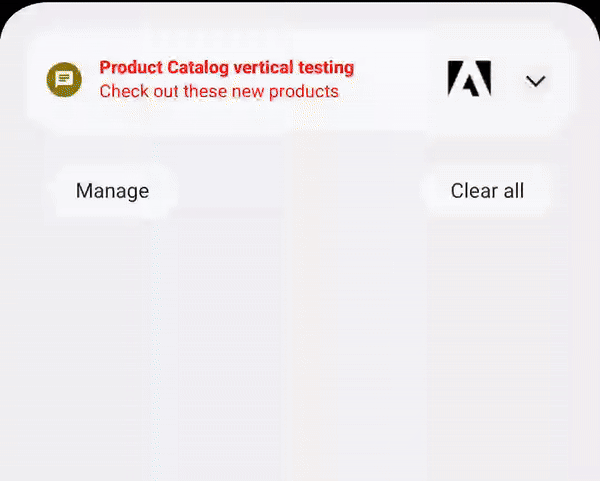 Product Catalog vertical testing
Check out these new products
Manage
Clear all